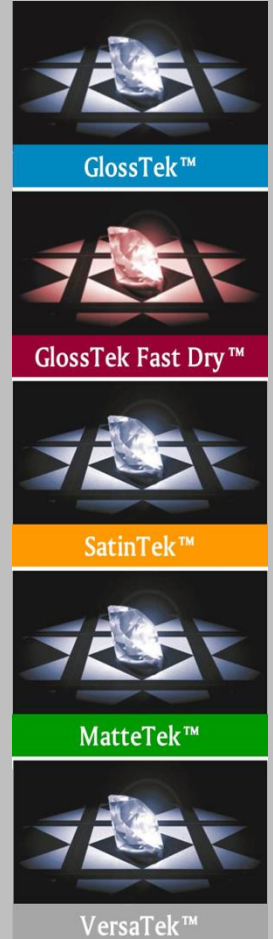 GlossTek™
GlossTek Fast Dry™
SatinTek™
MatteTek™
VersaTek™